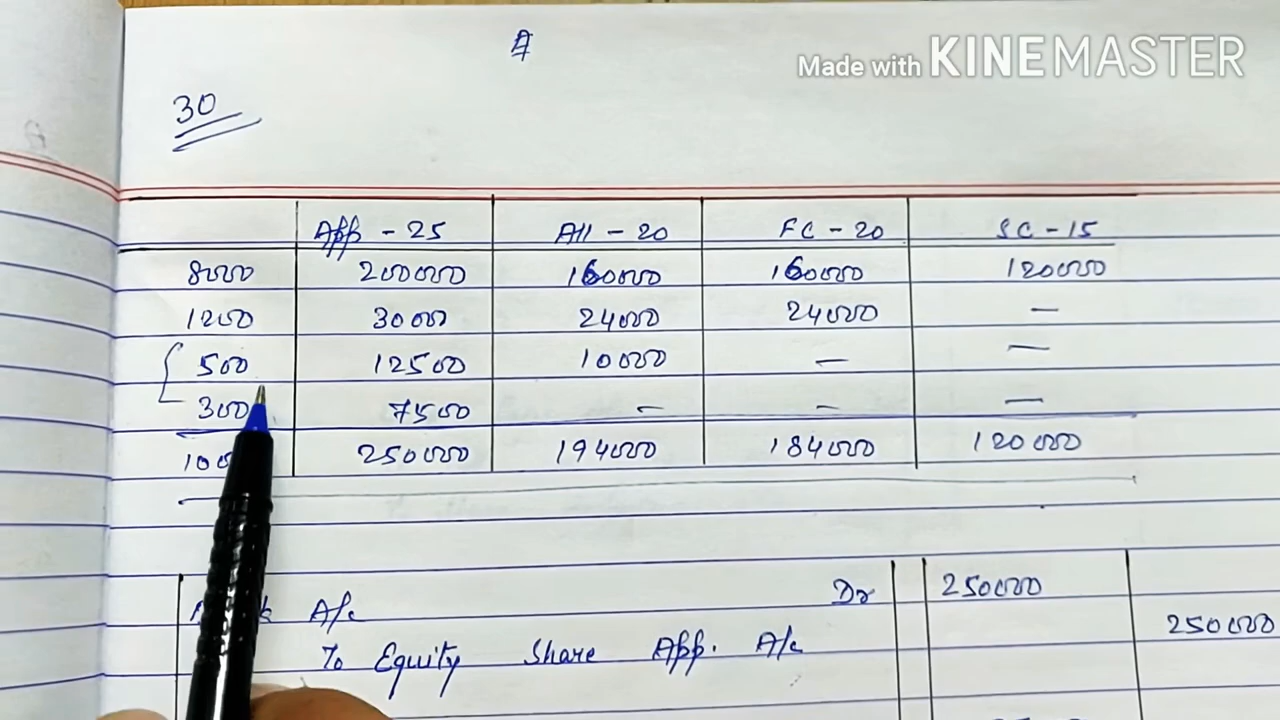 Made with KINEMASTER
30
App - 25 All - 20 FC - 20 SC - 15
8000 200000 160000 160000 120000
1200 30000 24000 24000 —
500 12500 10000 — —
300 7500 — — —
250000 194000 184000 120000
A/c Dr 250000
250000
To Equity Share App. A/c